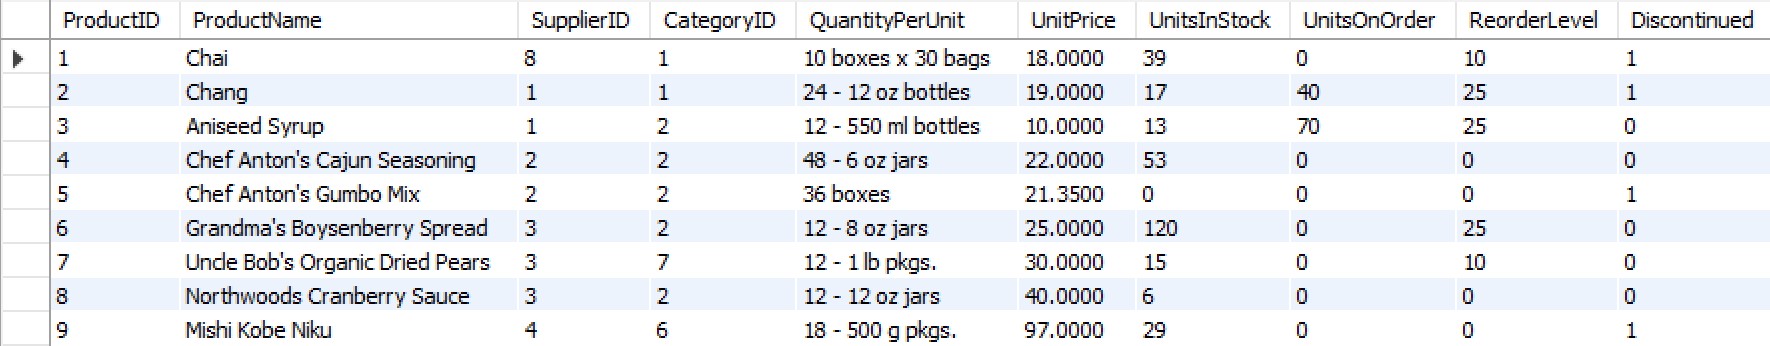 ProductID ProductName SupplierID CategoryID QuantityPerUnit UnitPrice UnitsInStock UnitsOnOrder ReorderLevel Discontinued
1 Chai 8 1 10 boxes x 30 bags 18.0000 39 0 10 1
2 Chang 1 1 24 - 12 oz bottles 19.0000 17 40 25 1
3 Aniseed Syrup 1 2 12 - 550 ml bottles 10.0000 13 70 25 0
4 Chef Anton's Cajun Seasoning 2 2 48 - 6 oz jars 22.0000 53 0 0 0
5 Chef Anton's Gumbo Mix 2 2 36 boxes 21.3500 0 0 0 1
6 Grandma's Boysenberry Spread 3 2 12 - 8 oz jars 25.0000 120 0 25 0
7 Uncle Bob's Organic Dried Pears 3 7 12 - 1 lb pkgs. 30.0000 15 0 10 0
8 Northwoods Cranberry Sauce 3 2 12 - 12 oz jars 40.0000 6 0 0 0
9 Mishi Kobe Niku 4 6 18 - 500 g pkgs. 97.0000 29 0 0 1